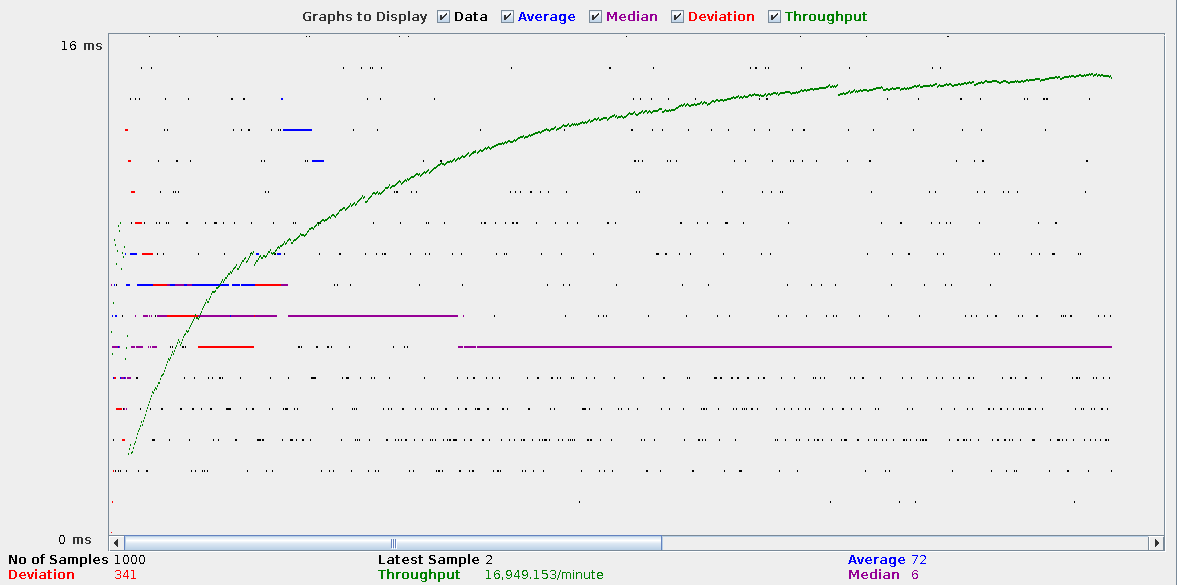 Graphs to Display Data Average Median Deviation Throughput
16 ms
0 ms
No of Samples 1000 Latest Sample 2 Average 72
Deviation 341 Throughput 16,949.153/minute Median 6